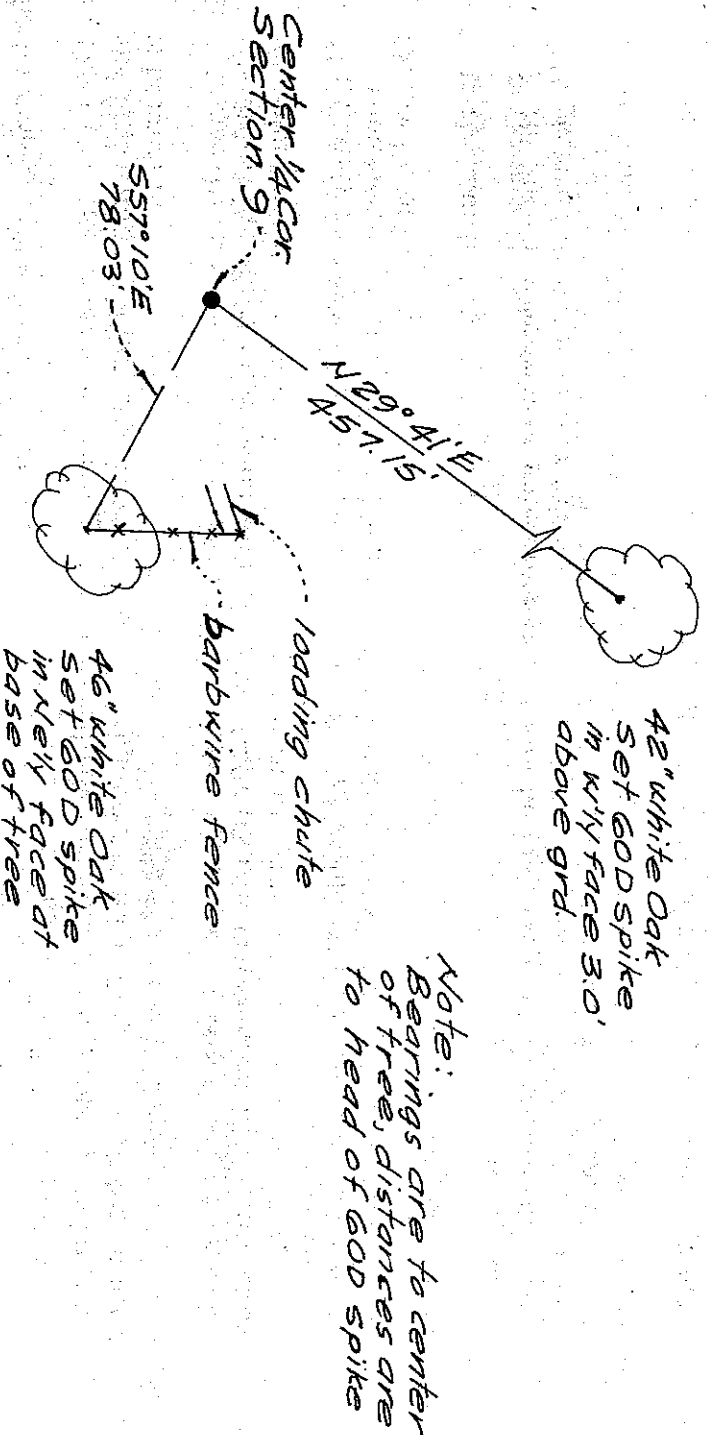 42" White Oak
Set 60D spike
in W'ly face 3.0'
above grd.
N29°41'E
457.15'
Center 1/4 Cor.
Section 9
S57°10'E
78.03'
loading chute
barbwire fence
46" White Oak
Set 60D spike
in Nely face at
base of tree
Note:
Bearings are to center
of tree, distances are
to head of 60D spike